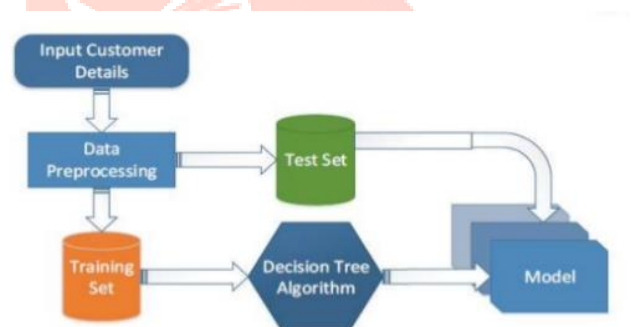 Input Customer
Details
Data
Preprocessing
Test Set
Training
Set
Decision Tree
Algorithm
Model